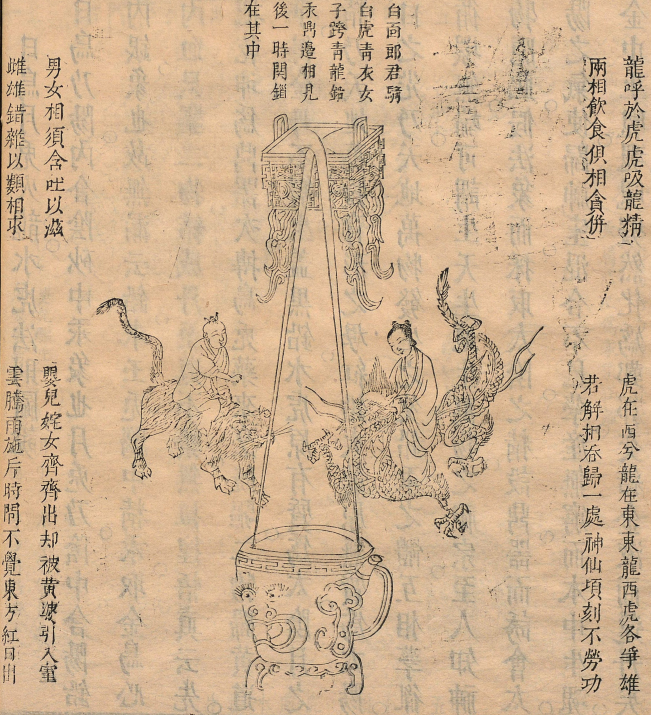 龍呼於虎虎吸龍精
兩相飲食俱相貪併
虎在西兮龍在東東龍西虎各爭雄
若解相吞歸一處神仙頃刻不勞功
白面郎君騎
白虎青衣女
子跨青龍鉛
汞鼎邉相見
後一時関鎖
在其中
男女相須含吐以滋
雌雄錯雜以類相求
嬰兒姹女齊齊出却被黃婆引入室
雲騰雨施片時間不覺東方紅日出